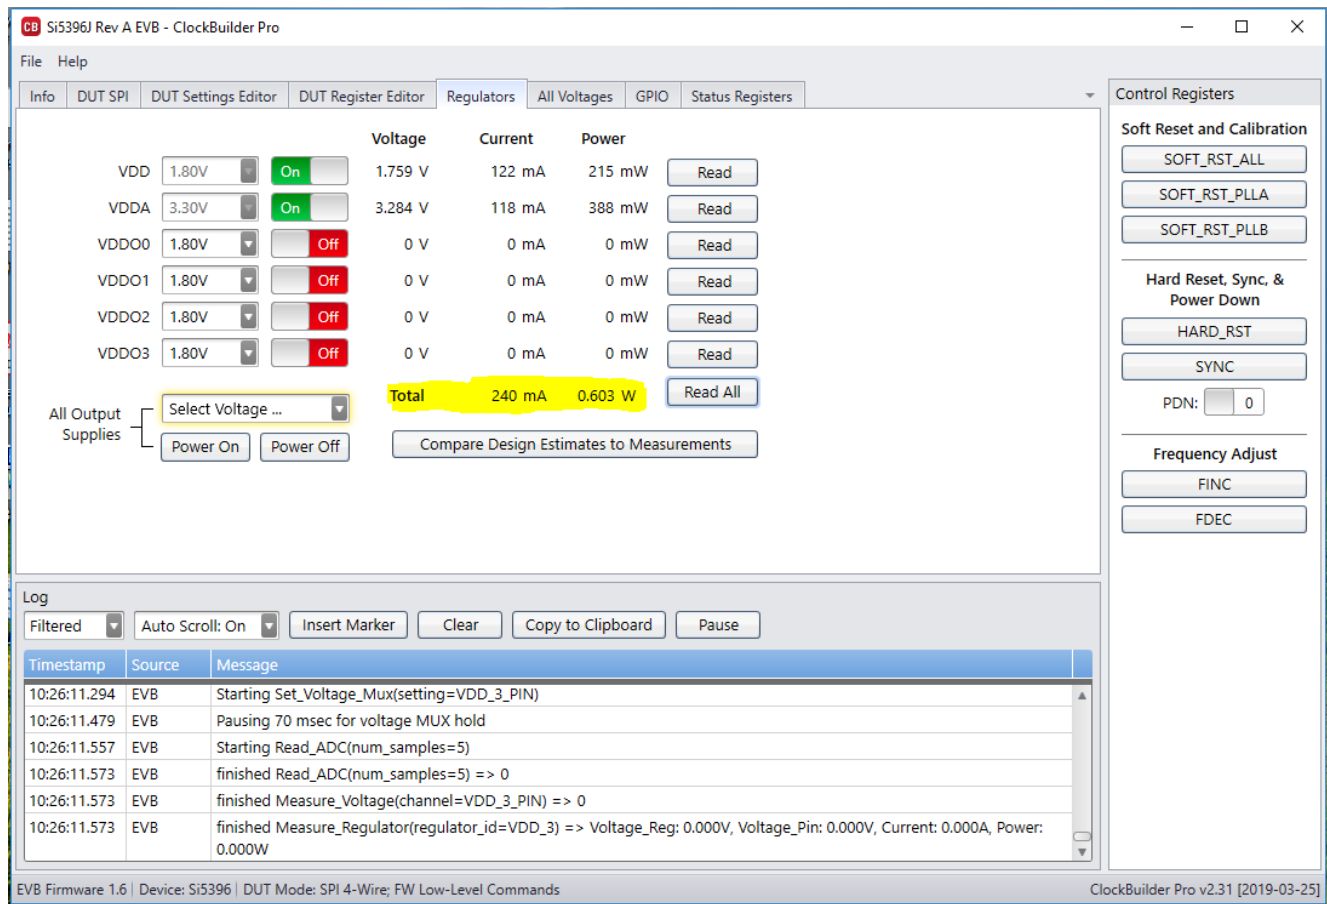 CB Si5396J Rev A EVB - ClockBuilder Pro
File Help
Info DUT SPI DUT Settings Editor DUT Register Editor Regulators All Voltages GPIO Status Registers
Voltage Current Power
VDD 1.80V On 1.759 V 122 mA 215 mW Read
VDDA 3.30V On 3.284 V 118 mA 388 mW Read
VDDO0 1.80V Off 0 V 0 mA 0 mW Read
VDDO1 1.80V Off 0 V 0 mA 0 mW Read
VDDO2 1.80V Off 0 V 0 mA 0 mW Read
VDDO3 1.80V Off 0 V 0 mA 0 mW Read
Total 240 mA 0.603 W Read All
All Output
Supplies
Select Voltage ...
Power On Power Off
Compare Design Estimates to Measurements
Control Registers
Soft Reset and Calibration
SOFT_RST_ALL
SOFT_RST_PLLA
SOFT_RST_PLLB
Hard Reset, Sync, &
Power Down
HARD_RST
SYNC
PDN: 0
Frequency Adjust
FINC
FDEC
Log
Filtered Auto Scroll: On Insert Marker Clear Copy to Clipboard Pause
Timestamp Source Message
10:26:11.294 EVB Starting Set_Voltage_Mux(setting=VDD_3_PIN)
10:26:11.479 EVB Pausing 70 msec for voltage MUX hold
10:26:11.557 EVB Starting Read_ADC(num_samples=5)
10:26:11.573 EVB finished Read_ADC(num_samples=5) => 0
10:26:11.573 EVB finished Measure_Voltage(channel=VDD_3_PIN) => 0
10:26:11.573 EVB finished Measure_Regulator(regulator_id=VDD_3) => Voltage_Reg: 0.000V, Voltage_Pin: 0.000V, Current: 0.000A, Power:
0.000W
EVB Firmware 1.6 Device: Si5396 DUT Mode: SPI 4-Wire; FW Low-Level Commands ClockBuilder Pro v2.31 [2019-03-25]